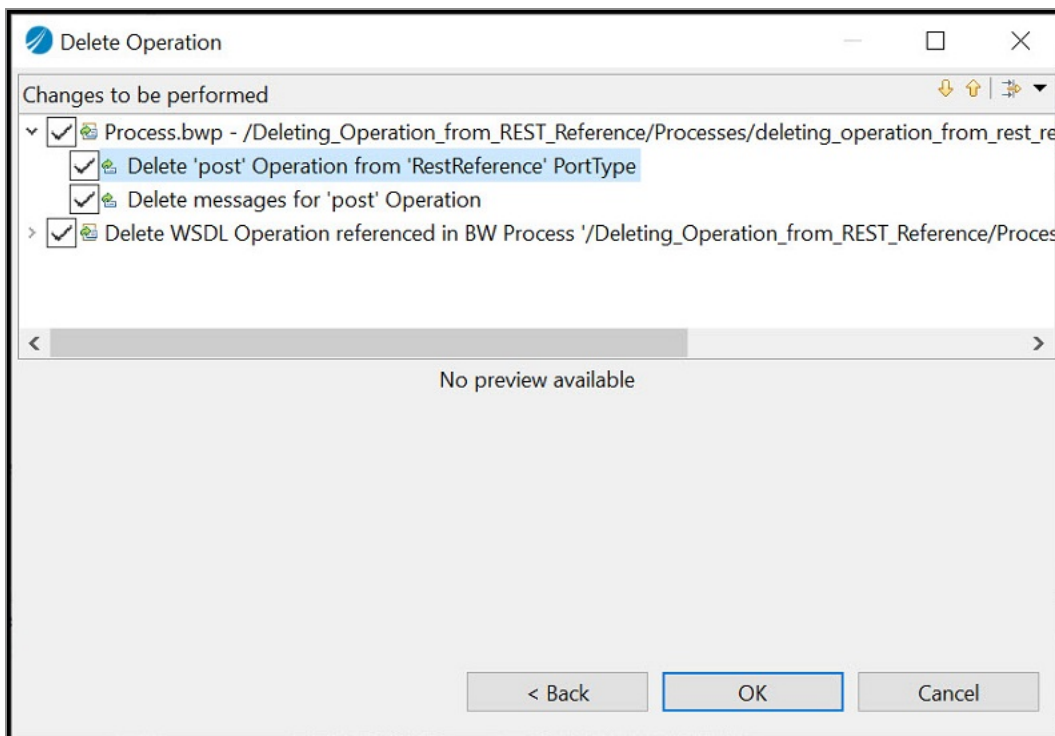 Delete Operation
Changes to be performed
Process.bwp - /Deleting_Operation_from_REST_Reference/Processes/deleting_operation_from_rest_re
Delete 'post' Operation from 'RestReference' PortType
Delete messages for 'post' Operation
Delete WSDL Operation referenced in BW Process '/Deleting_Operation_from_REST_Reference/Proces
No preview available
< Back
OK
Cancel